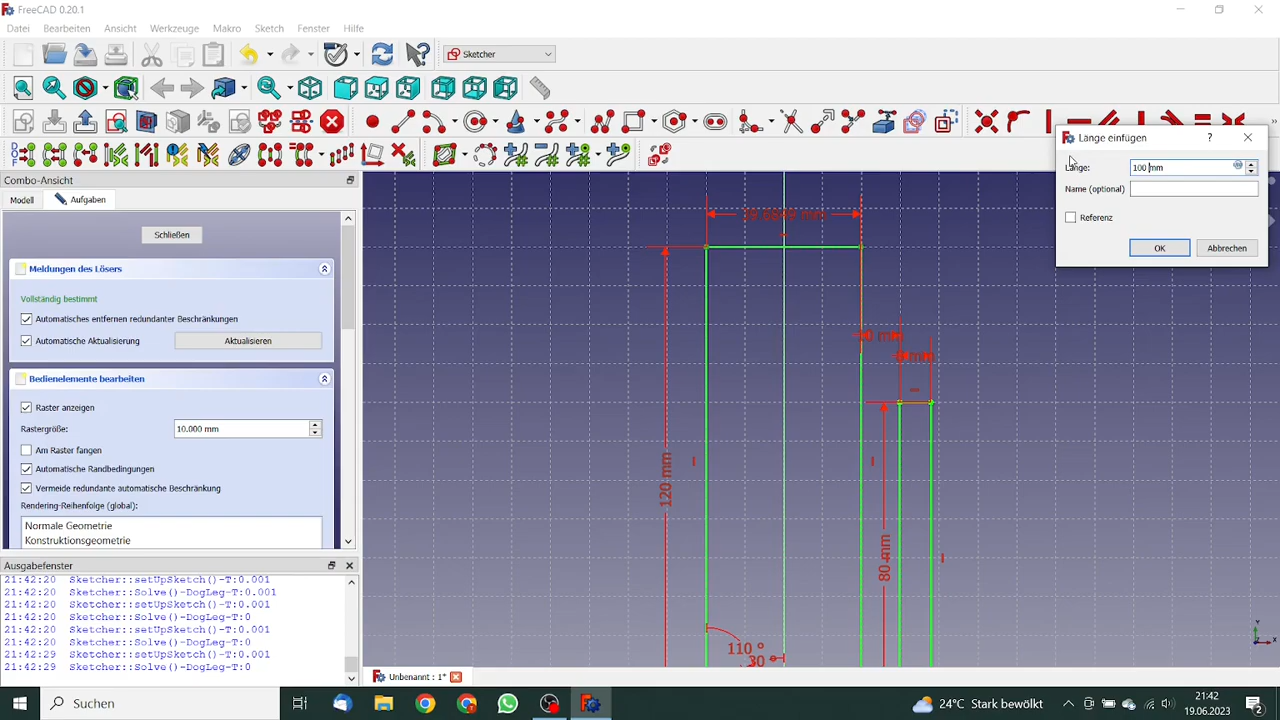 FreeCAD 0.20.1
Datei Bearbeiten Ansicht Werkzeuge Makro Sketch Fenster Hilfe
Sketcher
Länge einfügen
?
Länge: 100 mm
Name (optional)
Referenz
OK Abbrechen
Combo-Ansicht
Modell Aufgaben
Schließen
Meldungen des Lösers
Vollständig bestimmt
Automatisches entfernen redundanter Beschränkungen
Automatische Aktualisierung Aktualisieren
Bedienelemente bearbeiten
Raster anzeigen
Rastergröße: 10.000 mm
Am Raster fangen
Automatische Randbedingungen
Vermeide redundante automatische Beschränkung
Rendering-Reihenfolge (global):
Normale Geometrie
Konstruktionsgeometrie
Ausgabefenster
21:42:20 Sketcher::setUpSketch()-T:0.001
21:42:20 Sketcher::Solve()-DogLeg-T:0.001
21:42:20 Sketcher::setUpSketch()-T:0.001
21:42:20 Sketcher::Solve()-DogLeg-T:0
21:42:20 Sketcher::setUpSketch()-T:0.001
21:42:20 Sketcher::Solve()-DogLeg-T:0
21:42:29 Sketcher::setUpSketch()-T:0.001
21:42:29 Sketcher::Solve()-DogLeg-T:0
39.6849 mm
mm
mm
120 mm
80 mm
110 °
30
Y
X
Unbenannt : 1*
Suchen
24°C Stark bewölkt
21:42
19.06.2023
2